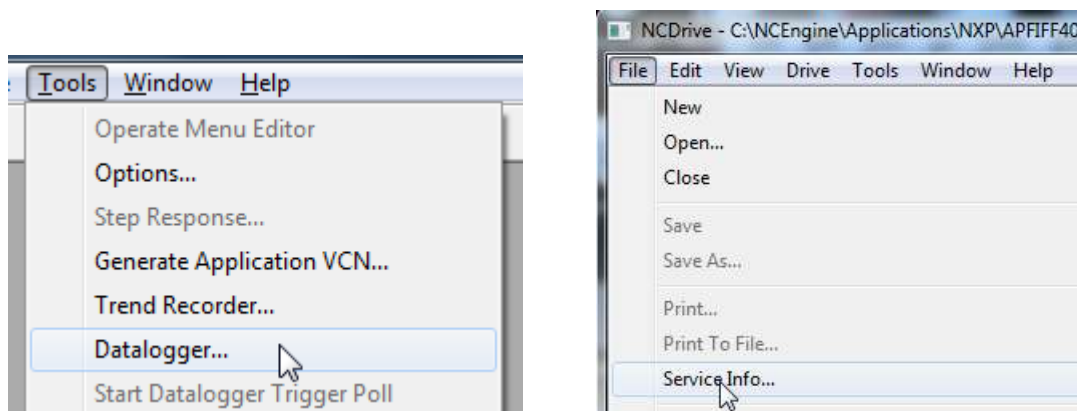 Tools Window Help
Operate Menu Editor
Options...
Step Response...
Generate Application VCN...
Trend Recorder...
Datalogger...
Start Datalogger Trigger Poll
NCDrive - C:\NCEngine\Applications\NXP\APFIFF40
File Edit View Drive Tools Window Help
New
Open...
Close
Save
Save As...
Print...
Print To File...
Service Info...